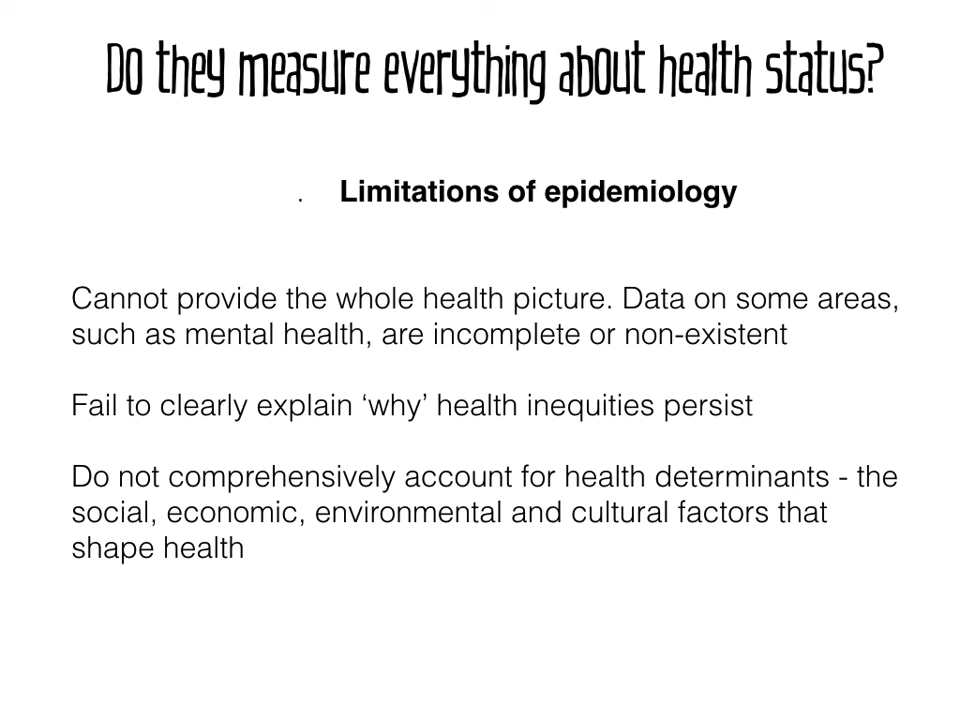 Do they measure everything about health status?
. Limitations of epidemiology
Cannot provide the whole health picture. Data on some areas,
such as mental health, are incomplete or non-existent
Fail to clearly explain ‘why’ health inequities persist
Do not comprehensively account for health determinants - the
social, economic, environmental and cultural factors that
shape health